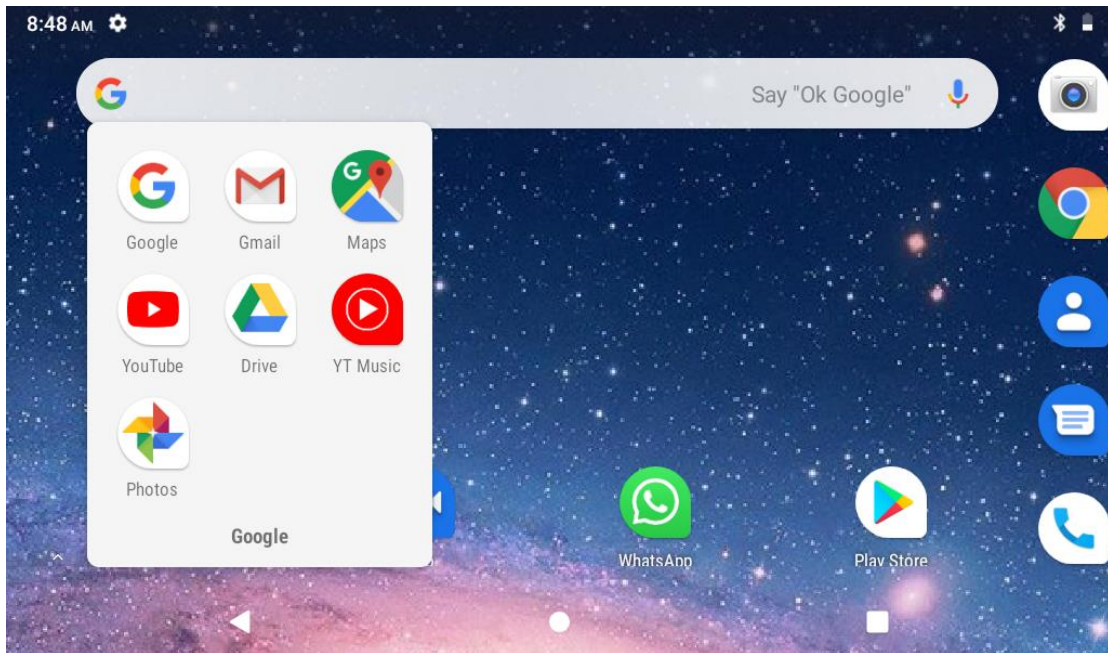 8:48 AM
Say "Ok Google"
Google Gmail Maps
YouTube Drive YT Music
Photos
Google
WhatsApp Play Store